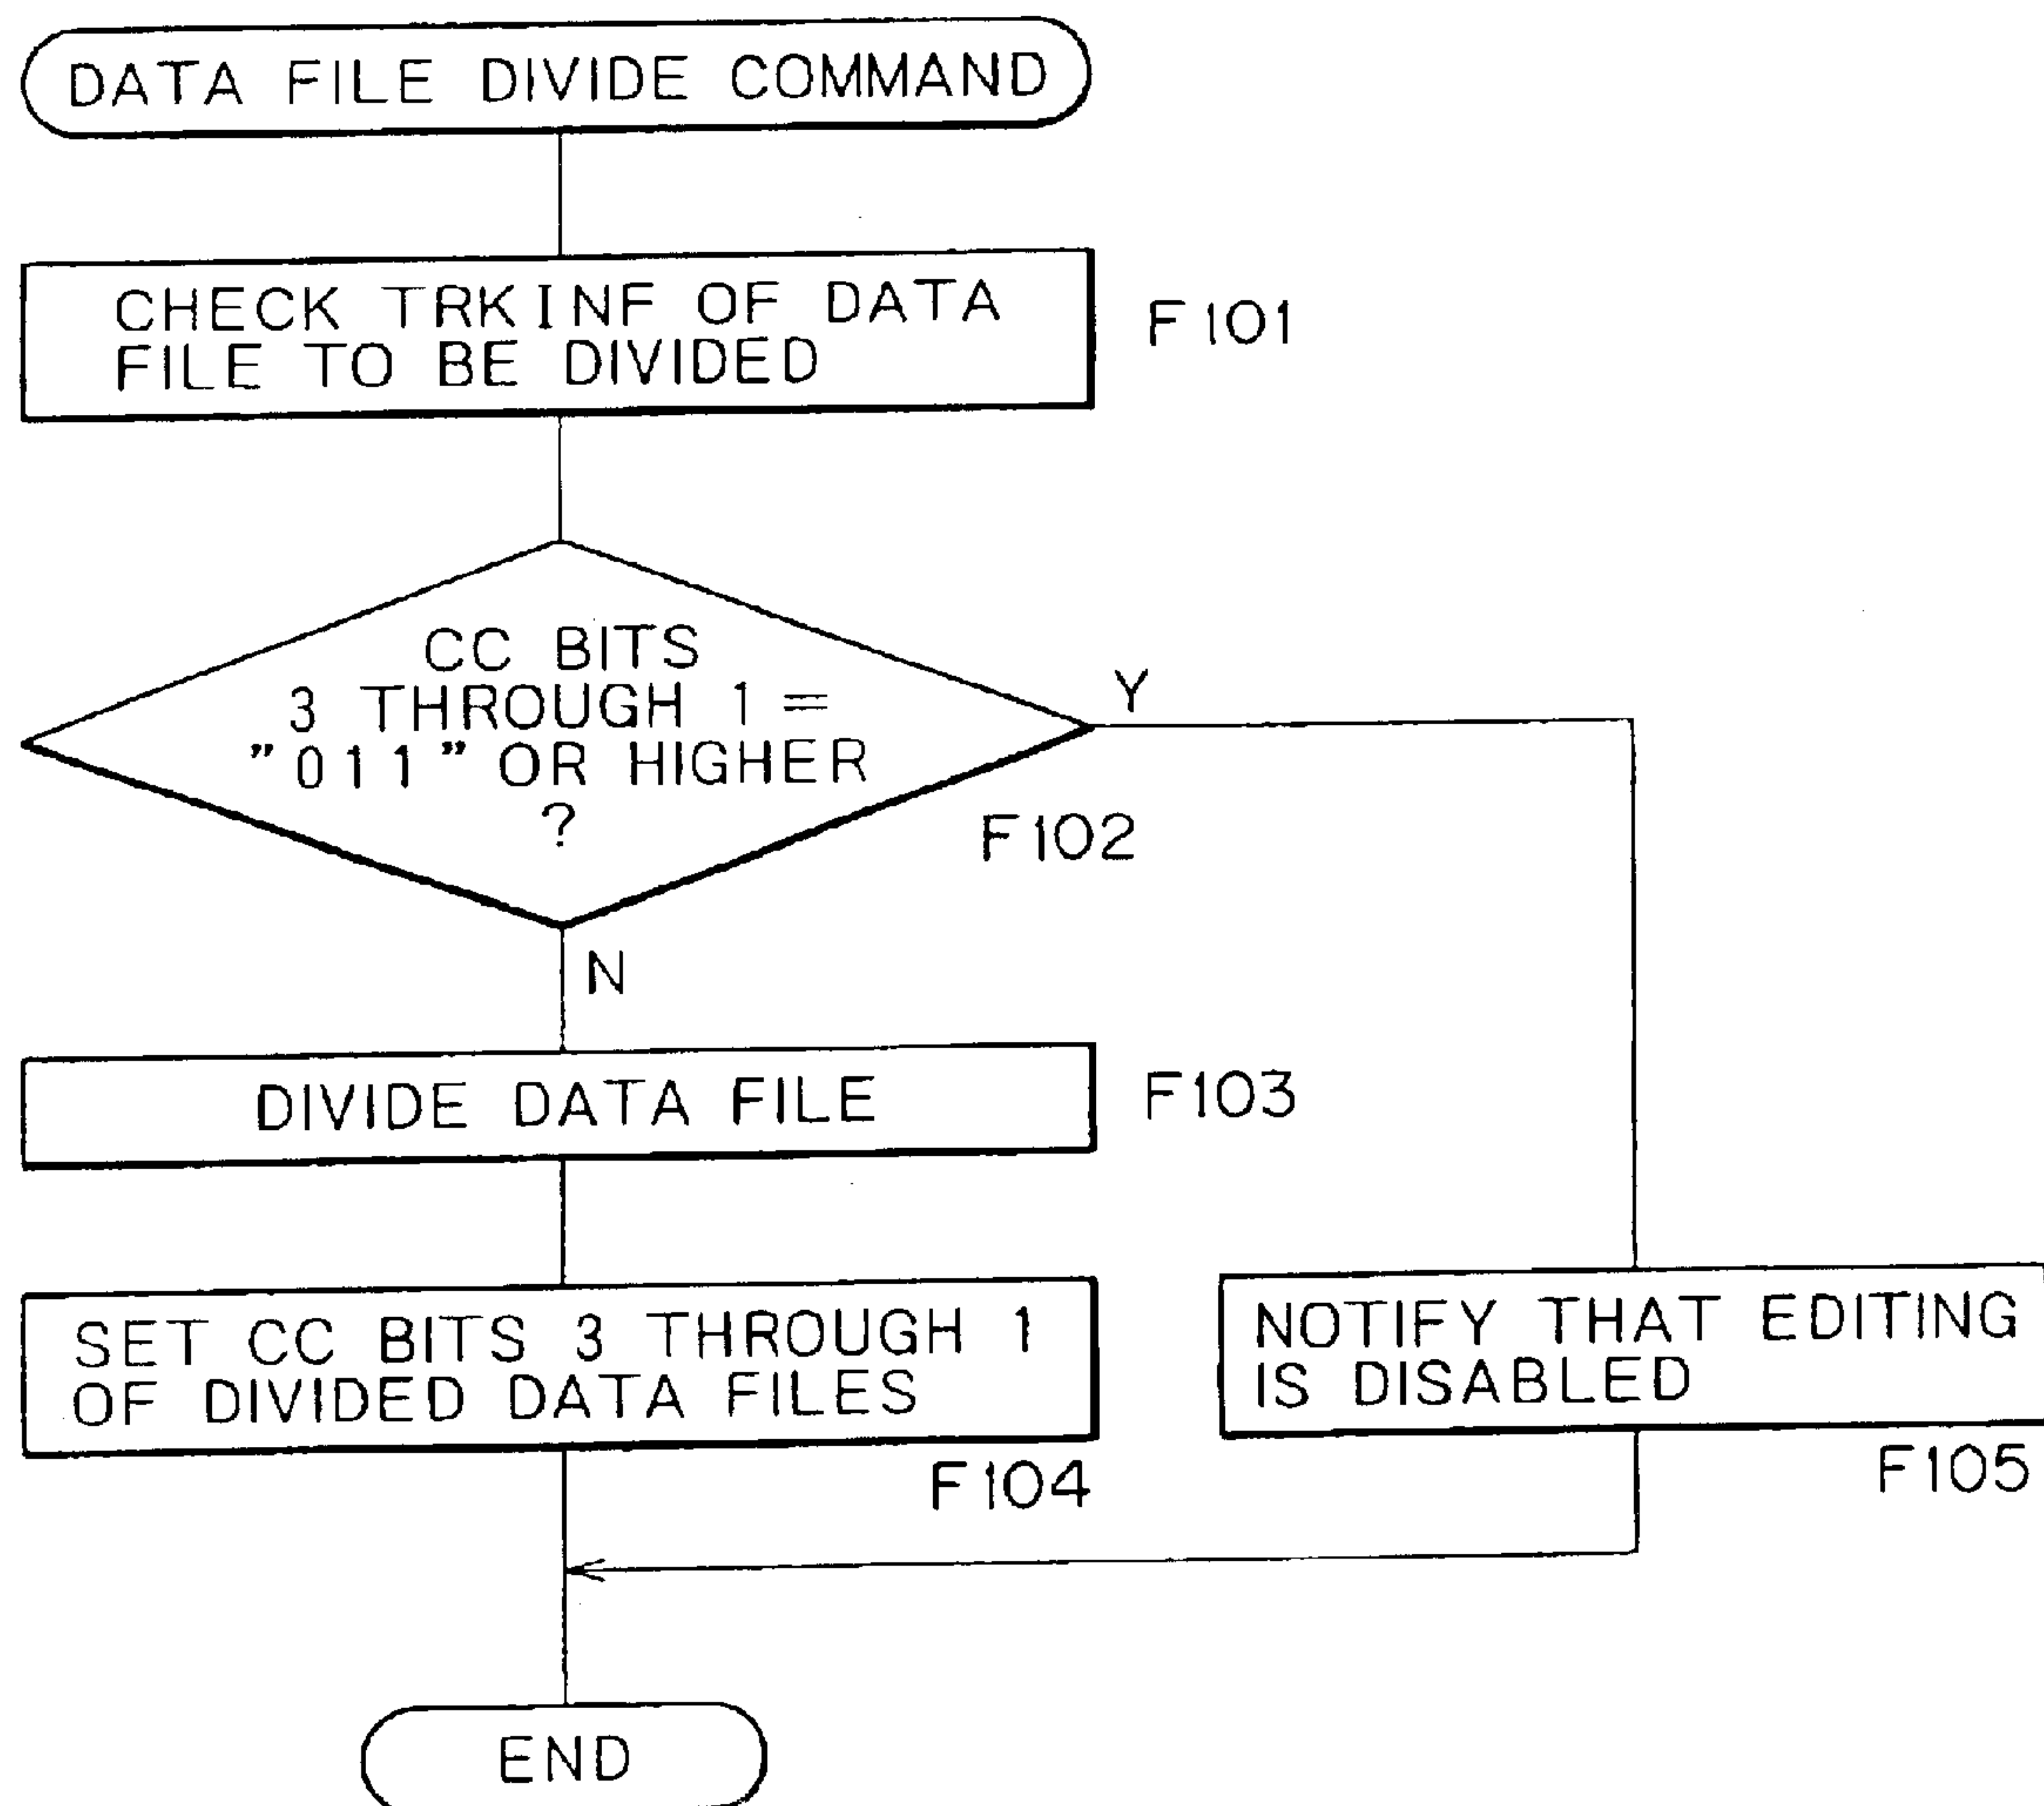 DATA FILE DIVIDE COMMAND
CHECK TRKINF OF DATA
FILE TO BE DIVIDED
F101
CC BITS
3 THROUGH 1 =
"011" OR HIGHER
?
Y
F102
N
DIVIDE DATA FILE
F103
SET CC BITS 3 THROUGH 1
OF DIVIDED DATA FILES
F104
NOTIFY THAT EDITING
IS DISABLED
F105
END